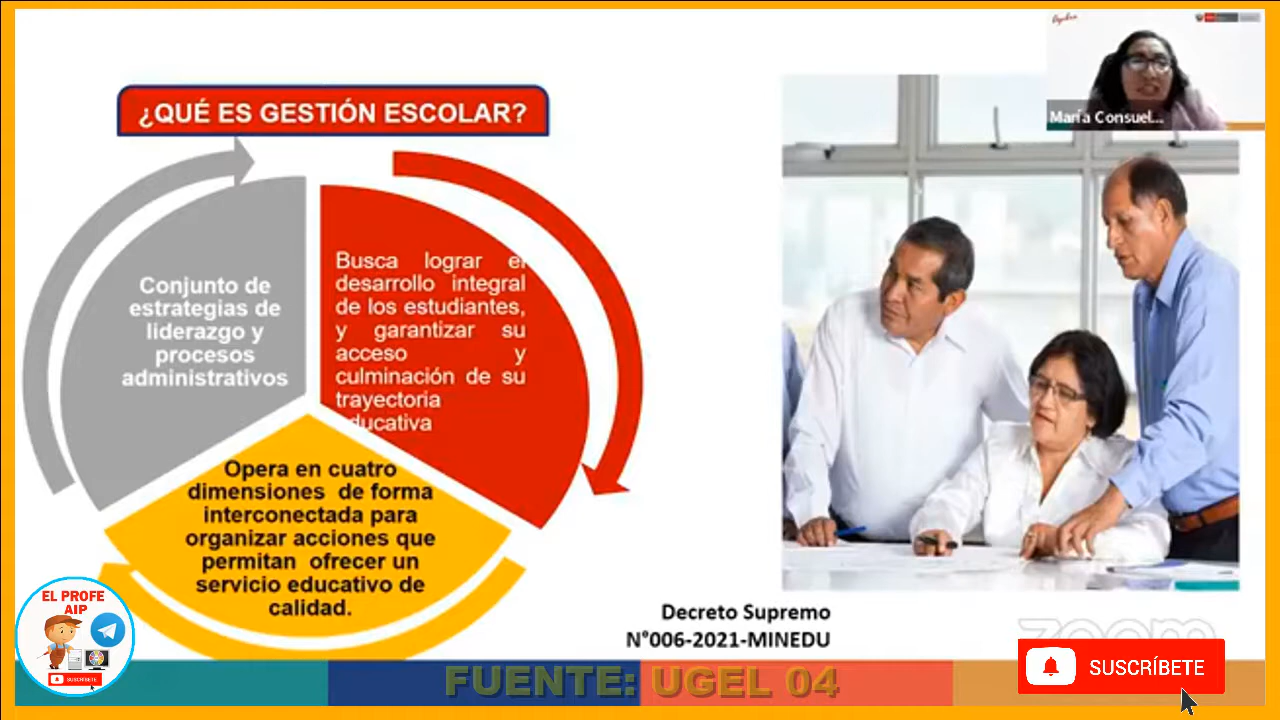 ¿QUÉ ES GESTIÓN ESCOLAR?
Conjunto de
estrategias de
liderazgo y
procesos
administrativos
Busca lograr el
desarrollo integral
de los estudiantes,
y garantizar su
acceso y
culminación de su
trayectoria
educativa
Opera en cuatro
dimensiones de forma
interconectada para
organizar acciones que
permitan ofrecer un
servicio educativo de
calidad.
María Consuel...
Decreto Supremo
N°006-2021-MINEDU
zoom
EL PROFE
AIP
SUSCRÍBETE
FUENTE: UGEL 04
SUSCRÍBETE